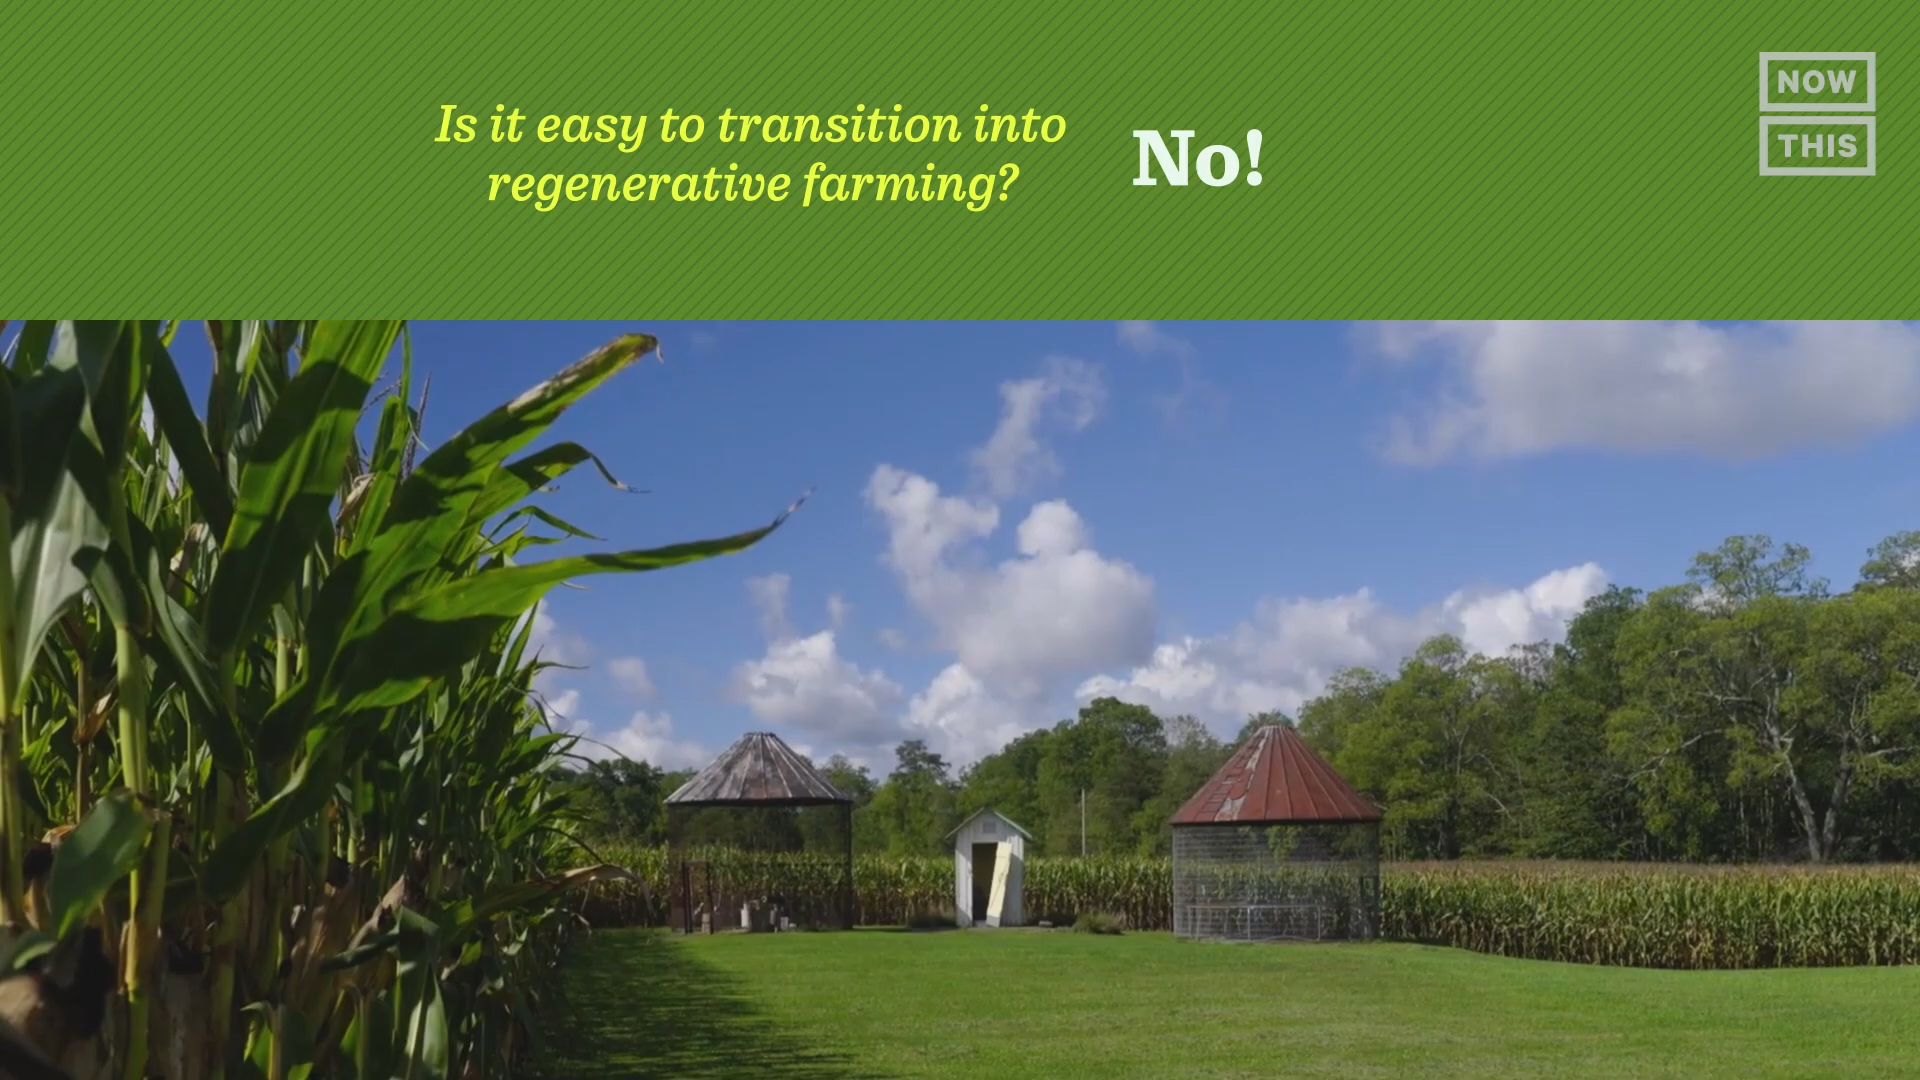 Is it easy to transition into
regenerative farming?
No!
NOW
THIS